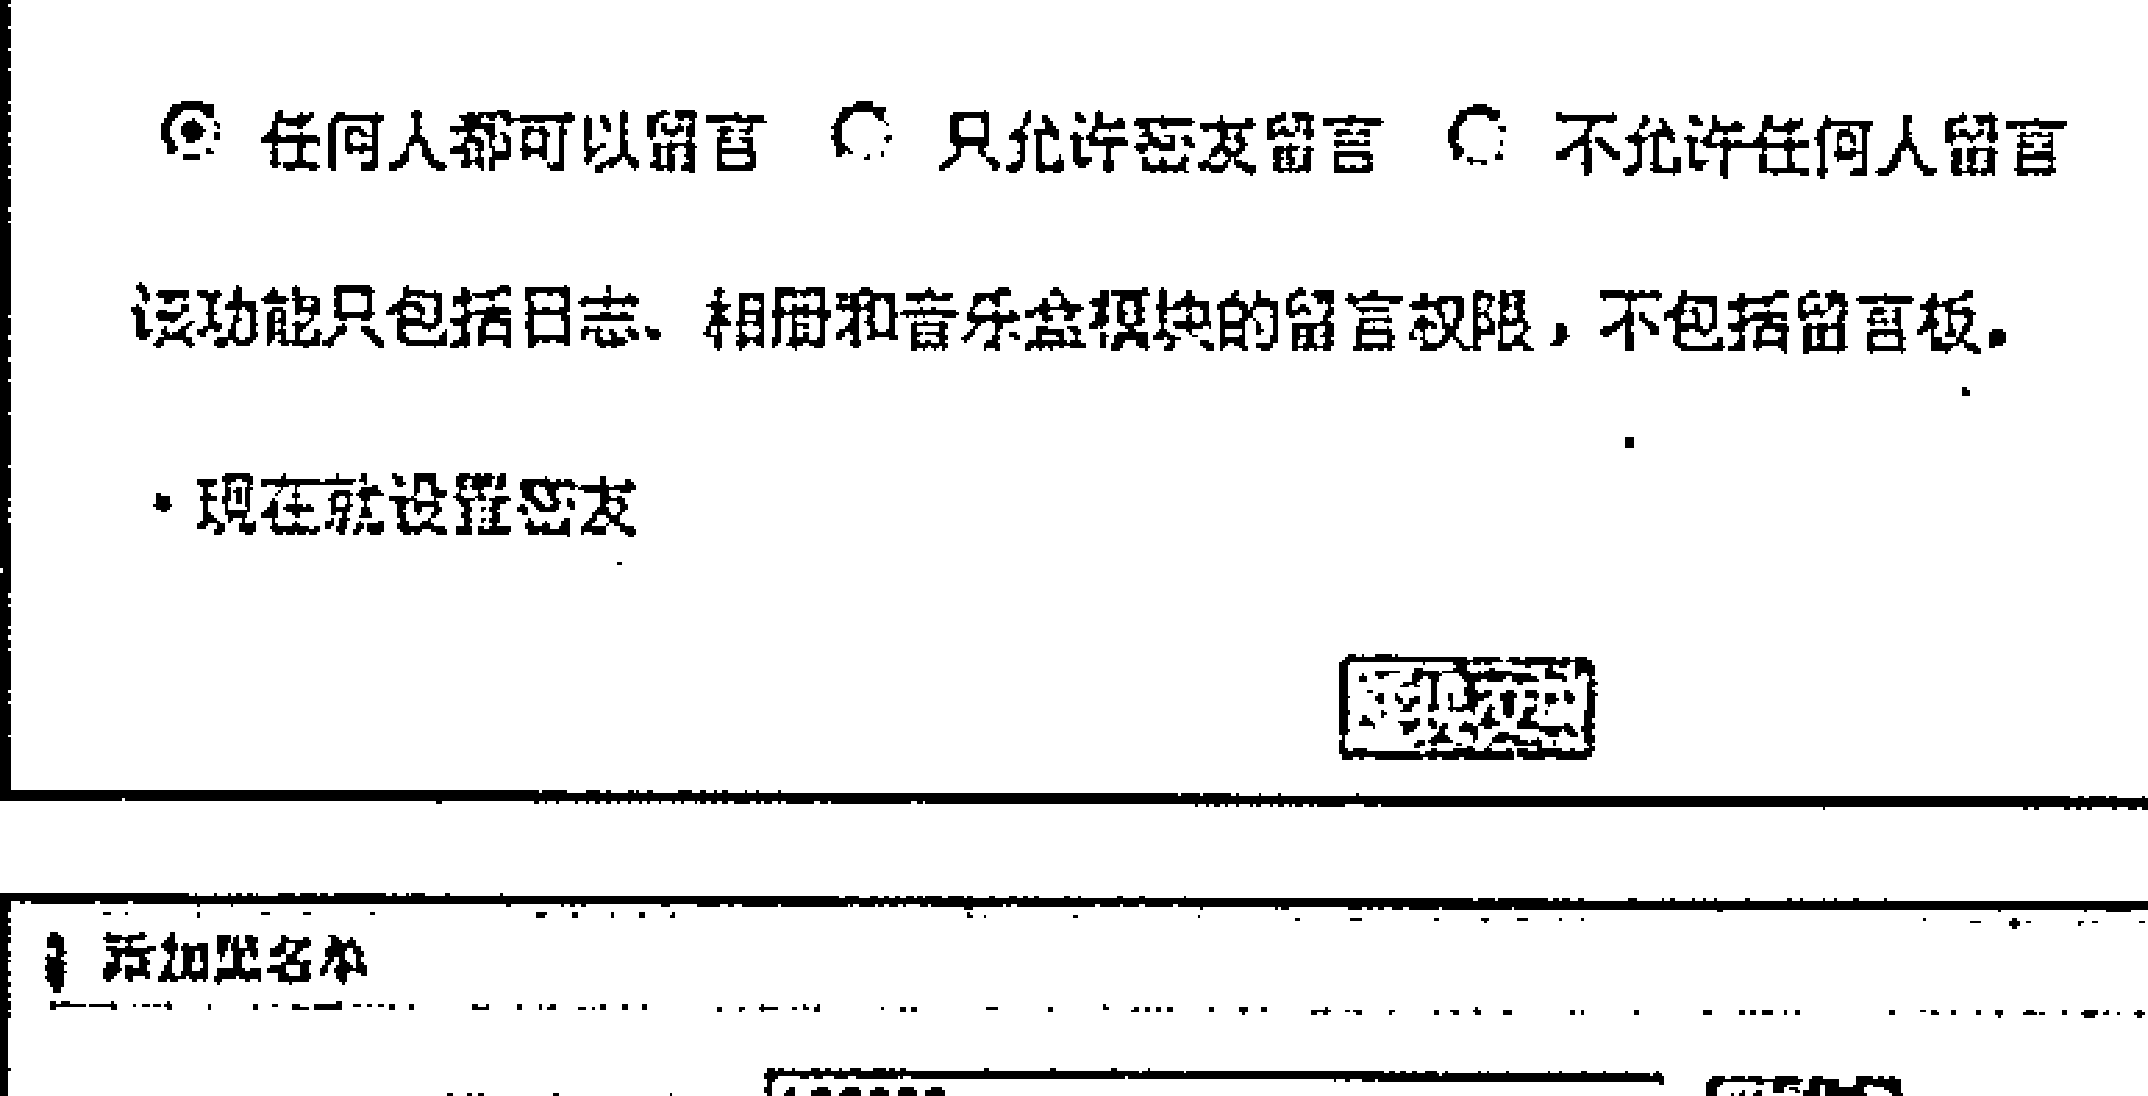 任何人都可以留言 只允许密友留言 不允许任何人留言
该功能只包括日志、相册和音乐盒模块的留言权限，不包括留言板。
·现在就设置密友
添加黑名单